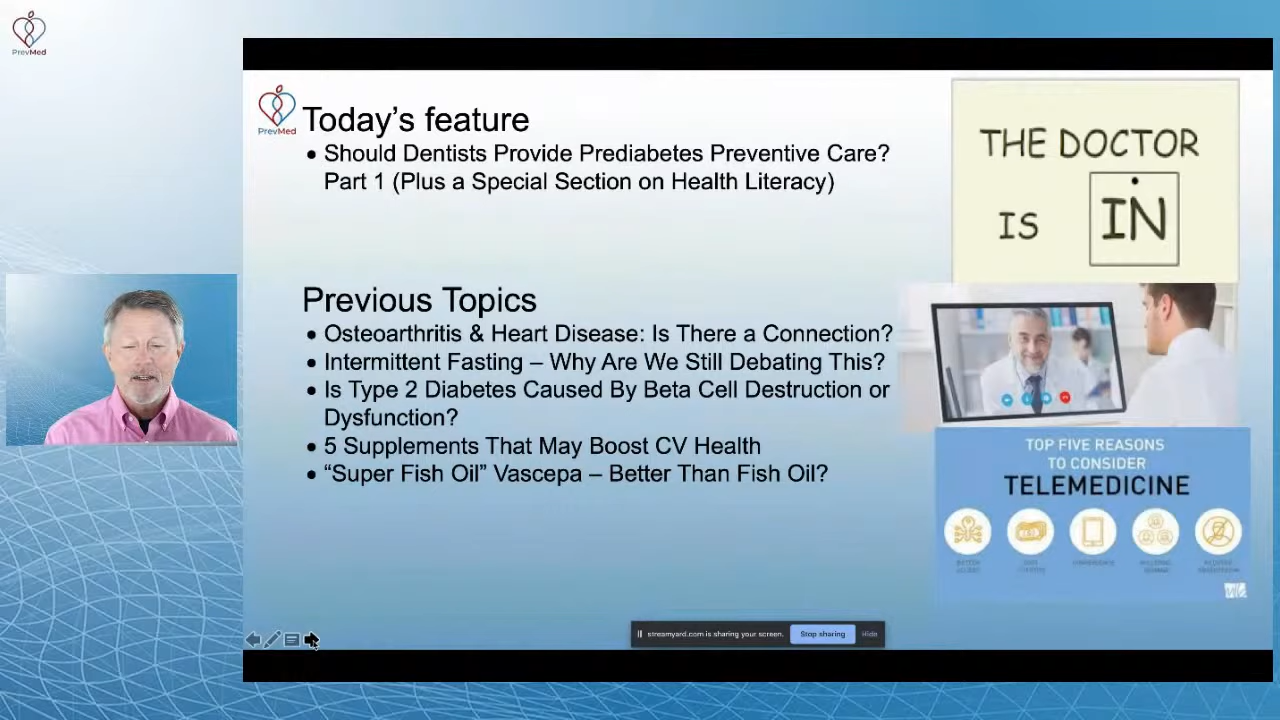 PrevMed
PrevMed
Today's feature
• Should Dentists Provide Prediabetes Preventive Care?
Part 1 (Plus a Special Section on Health Literacy)
Previous Topics
• Osteoarthritis & Heart Disease: Is There a Connection?
• Intermittent Fasting – Why Are We Still Debating This?
• Is Type 2 Diabetes Caused By Beta Cell Destruction or
Dysfunction?
• 5 Supplements That May Boost CV Health
• “Super Fish Oil” Vascepa – Better Than Fish Oil?
THE DOCTOR
IS IN
TOP FIVE REASONS
TO CONSIDER
TELEMEDICINE
streamyard.com is sharing your screen.
Stop sharing
Hide